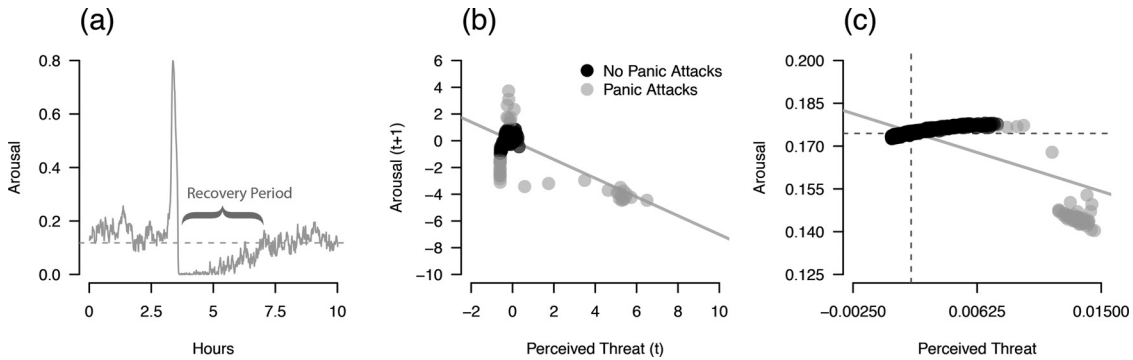 (a)
0.8
0.6
0.4
0.2
0.0
Arousal
Recovery Period
0
2.5
5
7.5
10
Hours
(b)
6
4
2
0
−2
−4
−6
−8
−10
Arousal (t+1)
No Panic Attacks
Panic Attacks
−2
0
2
4
6
8
10
Perceived Threat (t)
(c)
0.200
0.185
0.170
0.155
0.140
0.125
Arousal
−0.00250
0.00625
0.01500
Perceived Threat